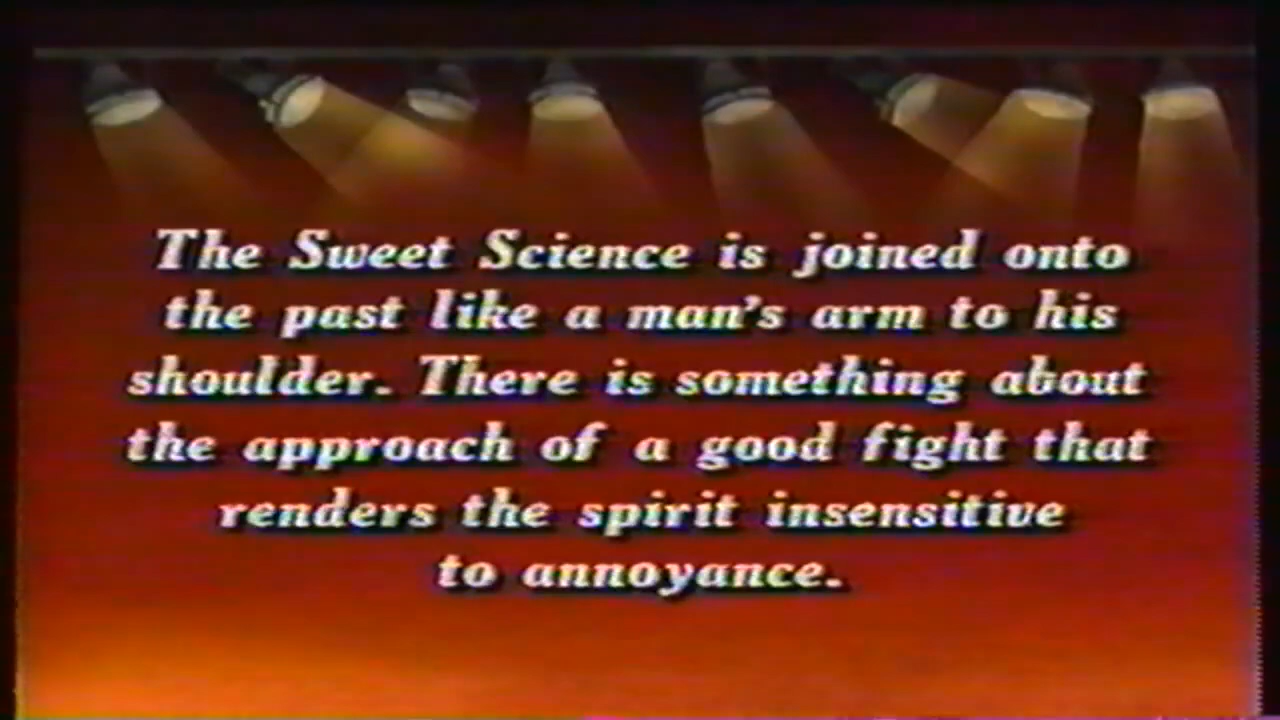 The Sweet Science is joined onto
the past like a man's arm to his
shoulder. There is something about
the approach of a good fight that
renders the spirit insensitive
to annoyance.